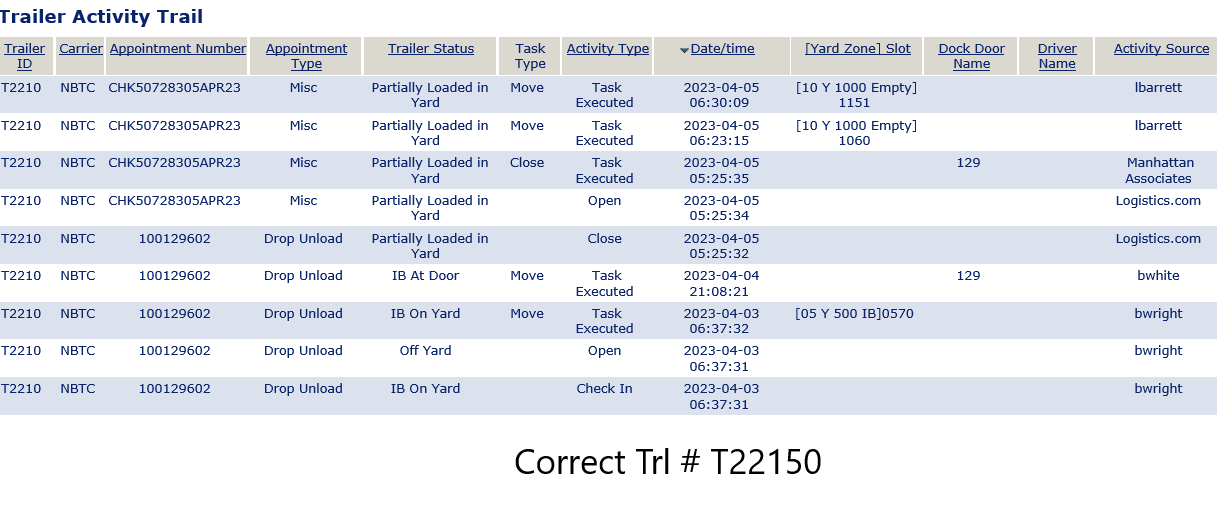 Trailer Activity Trail
Trailer ID Carrier Appointment Number Appointment Type Trailer Status Task Type Activity Type Date/time [Yard Zone] Slot Dock Door Name Driver Name Activity Source
T2210 NBTC CHK50728305APR23 Misc Partially Loaded in Yard Move Task Executed 2023-04-05 06:30:09 [10 Y 1000 Empty] 1151 lbarrett
T2210 NBTC CHK50728305APR23 Misc Partially Loaded in Yard Move Task Executed 2023-04-05 06:23:15 [10 Y 1000 Empty] 1060 lbarrett
T2210 NBTC CHK50728305APR23 Misc Partially Loaded in Yard Close Task Executed 2023-04-05 05:25:35 129 Manhattan Associates
T2210 NBTC CHK50728305APR23 Misc Partially Loaded in Yard Open 2023-04-05 05:25:34 Logistics.com
T2210 NBTC 100129602 Drop Unload Partially Loaded in Yard Close 2023-04-05 05:25:32 Logistics.com
T2210 NBTC 100129602 Drop Unload IB At Door Move Task Executed 2023-04-04 21:08:21 129 bwhite
T2210 NBTC 100129602 Drop Unload IB On Yard Move Task Executed 2023-04-03 06:37:32 [05 Y 500 IB]0570 bwright
T2210 NBTC 100129602 Drop Unload Off Yard Open 2023-04-03 06:37:31 bwright
T2210 NBTC 100129602 Drop Unload IB On Yard Check In 2023-04-03 06:37:31 bwright
Correct Trl # T22150